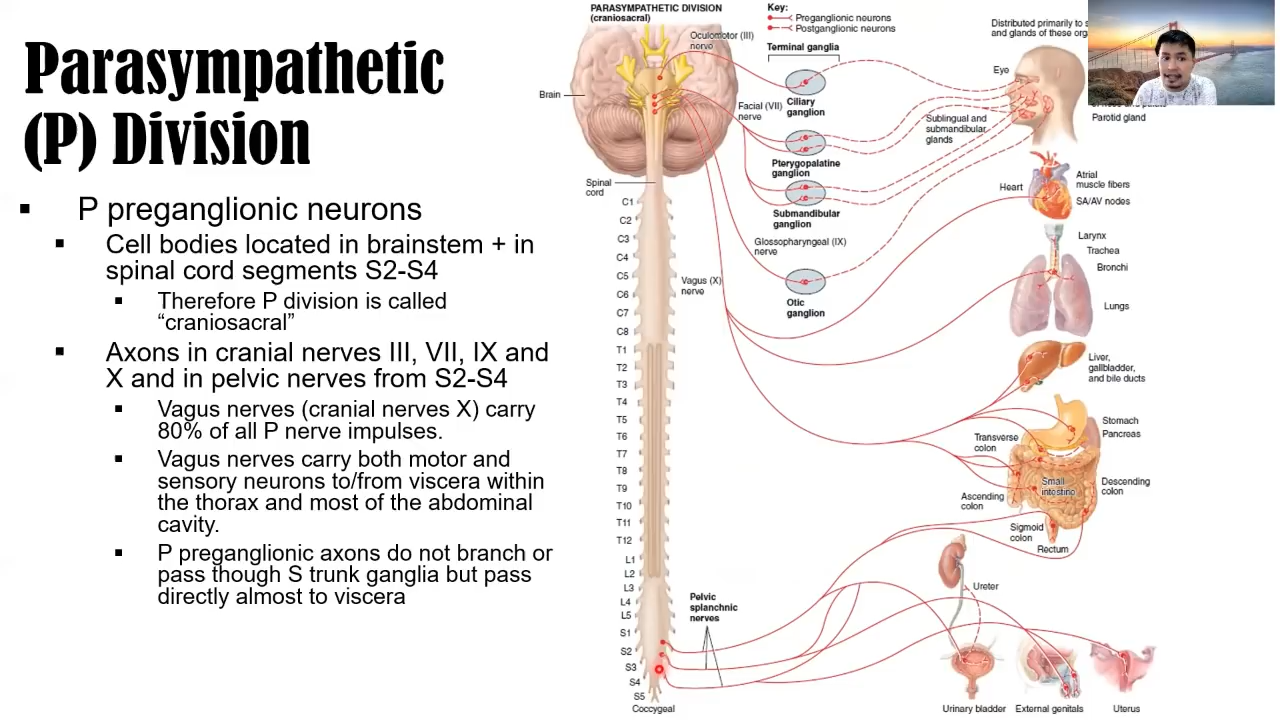 Parasympathetic
(P) Division
P preganglionic neurons
Cell bodies located in brainstem + in
spinal cord segments S2-S4
Therefore P division is called
“craniosacral”
Axons in cranial nerves III, VII, IX and
X and in pelvic nerves from S2-S4
Vagus nerves (cranial nerves X) carry
80% of all P nerve impulses.
Vagus nerves carry both motor and
sensory neurons to/from viscera within
the thorax and most of the abdominal
cavity.
P preganglionic axons do not branch or
pass though S trunk ganglia but pass
directly almost to viscera
PARASYMPATHETIC DIVISION
(craniosacral)
Key:
Preganglionic neurons
Postganglionic neurons
Distributed primarily to
and glands of these
Oculomotor (III)
nerve
Terminal ganglia
Eye
Brain
Ciliary
ganglion
Facial (VII)
nerve
Sublingual and
submandibular
glands
Parotid gland
Pterygopalatine
ganglion
Spinal
cord
Submandibular
ganglion
Heart
Atrial
muscle fibers
SA/AV nodes
Glossopharyngeal (IX)
nerve
Larynx
Trachea
Bronchi
Vagus (X)
nerve
Otic
ganglion
Lungs
C1
C2
C3
C4
C5
C6
C7
C8
T1
T2
T3
T4
T5
T6
T7
T8
T9
T10
T11
T12
L1
L2
L3
L4
L5
S1
S2
S3
S4
S5
Coccygeal
Liver,
gallbladder,
and bile ducts
Stomach
Pancreas
Transverse
colon
Small
intestine
Descending
colon
Ascending
colon
Sigmoid
colon
Rectum
Ureter
Pelvic
splanchnic
nerves
Urinary bladder
External genitals
Uterus